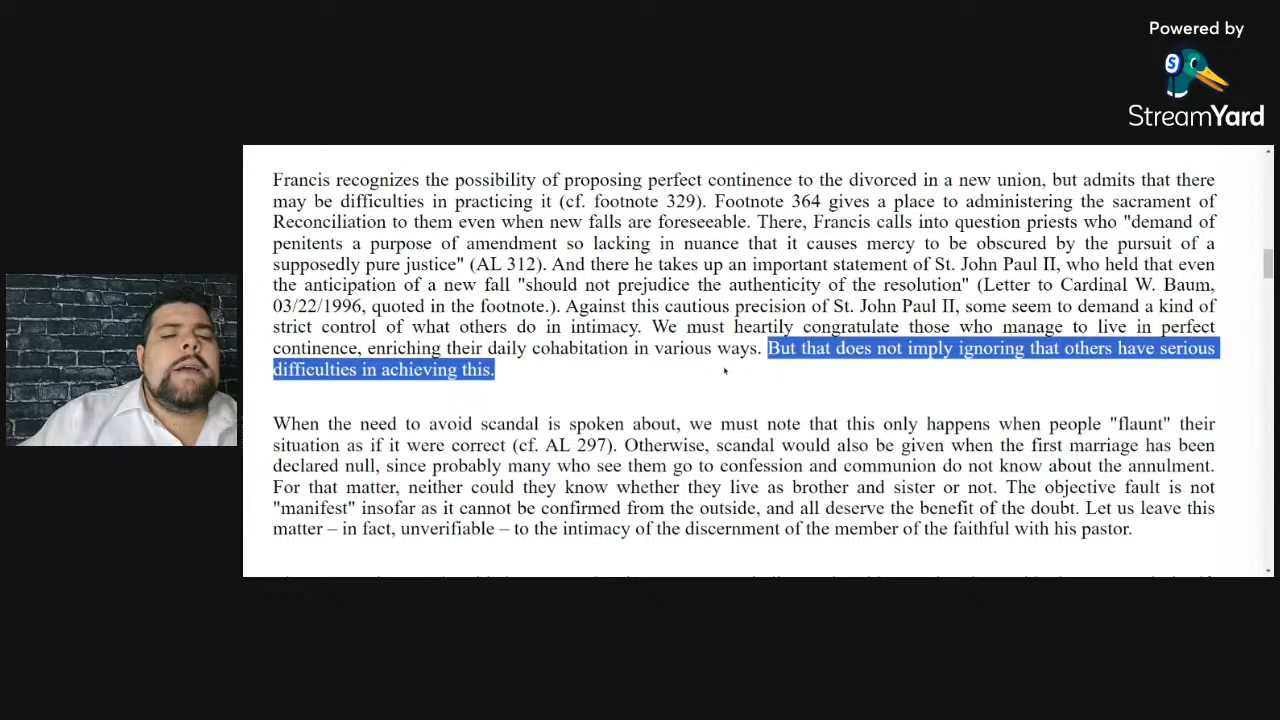 Powered by
S
StreamYard
Francis recognizes the possibility of proposing perfect continence to the divorced in a new union, but admits that there
may be difficulties in practicing it (cf. footnote 329). Footnote 364 gives a place to administering the sacrament of
Reconciliation to them even when new falls are foreseeable. There, Francis calls into question priests who "demand of
penitents a purpose of amendment so lacking in nuance that it causes mercy to be obscured by the pursuit of a
supposedly pure justice" (AL 312). And there he takes up an important statement of St. John Paul II, who held that even
the anticipation of a new fall "should not prejudice the authenticity of the resolution" (Letter to Cardinal W. Baum,
03/22/1996, quoted in the footnote.). Against this cautious precision of St. John Paul II, some seem to demand a kind of
strict control of what others do in intimacy. We must heartily congratulate those who manage to live in perfect
continence, enriching their daily cohabitation in various ways. But that does not imply ignoring that others have serious
difficulties in achieving this.
When the need to avoid scandal is spoken about, we must note that this only happens when people "flaunt" their
situation as if it were correct (cf. AL 297). Otherwise, scandal would also be given when the first marriage has been
declared null, since probably many who see them go to confession and communion do not know about the annulment.
For that matter, neither could they know whether they live as brother and sister or not. The objective fault is not
"manifest" insofar as it cannot be confirmed from the outside, and all deserve the benefit of the doubt. Let us leave this
matter – in fact, unverifiable – to the intimacy of the discernment of the member of the faithful with his pastor.